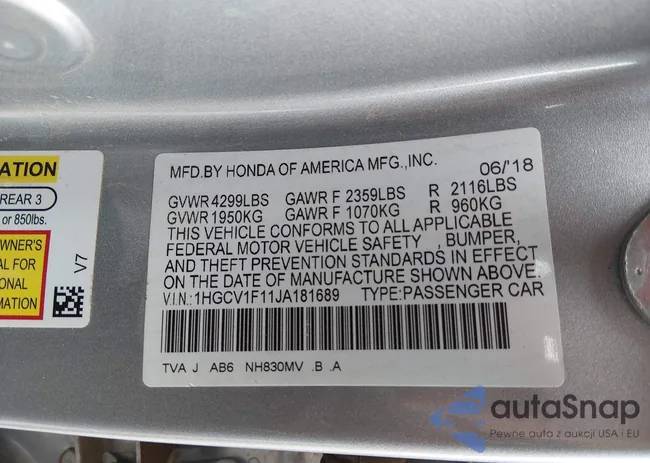 ATION
REAR 3
or 850lbs.
WNER'S
AL FOR
IONAL
RMATION
V7
MFD.BY HONDA OF AMERICA MFG.,INC. 06/'18
GVWR 4299LBS GAWR F 2359LBS R 2116LBS
GVWR 1950KG GAWR F 1070KG R 960KG
THIS VEHICLE CONFORMS TO ALL APPLICABLE
FEDERAL MOTOR VEHICLE SAFETY , BUMPER,
AND THEFT PREVENTION STANDARDS IN EFFECT
ON THE DATE OF MANUFACTURE SHOWN ABOVE.
V.I.N.:1HGCV1F11JA181689 TYPE:PASSENGER CAR
TVA J AB6 NH830MV .B .A
autaSnap
Pewne auto z aukcji USA i EU